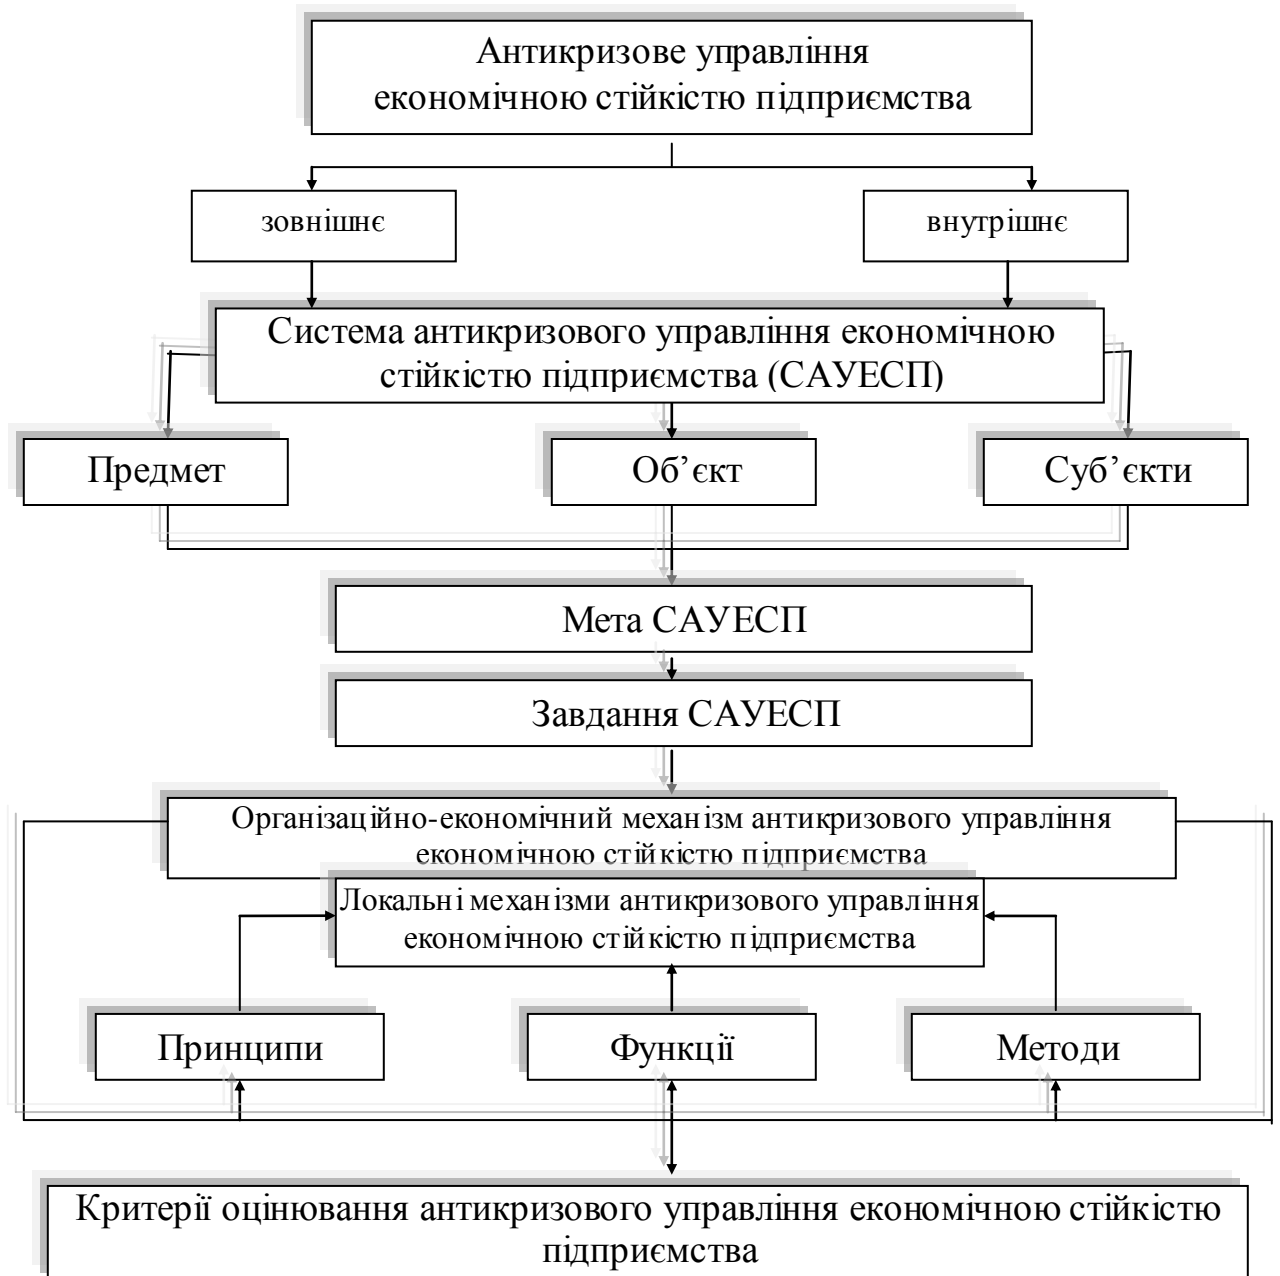 Антикризове управління
економічною стійкістю підприємства
зовнішнє
внутрішнє
Система антикризового управління економічною
стійкістю підприємства (САУЕСП)
Предмет
Об’єкт
Суб’єкти
Мета САУЕСП
Завдання САУЕСП
Організаційно-економічний механізм антикризового управління
економічною стійкістю підприємства
Локальні механізми антикризового управління
економічною стійкістю підприємства
Принципи
Функції
Методи
Критерії оцінювання антикризового управління економічною стійкістю
підприємства